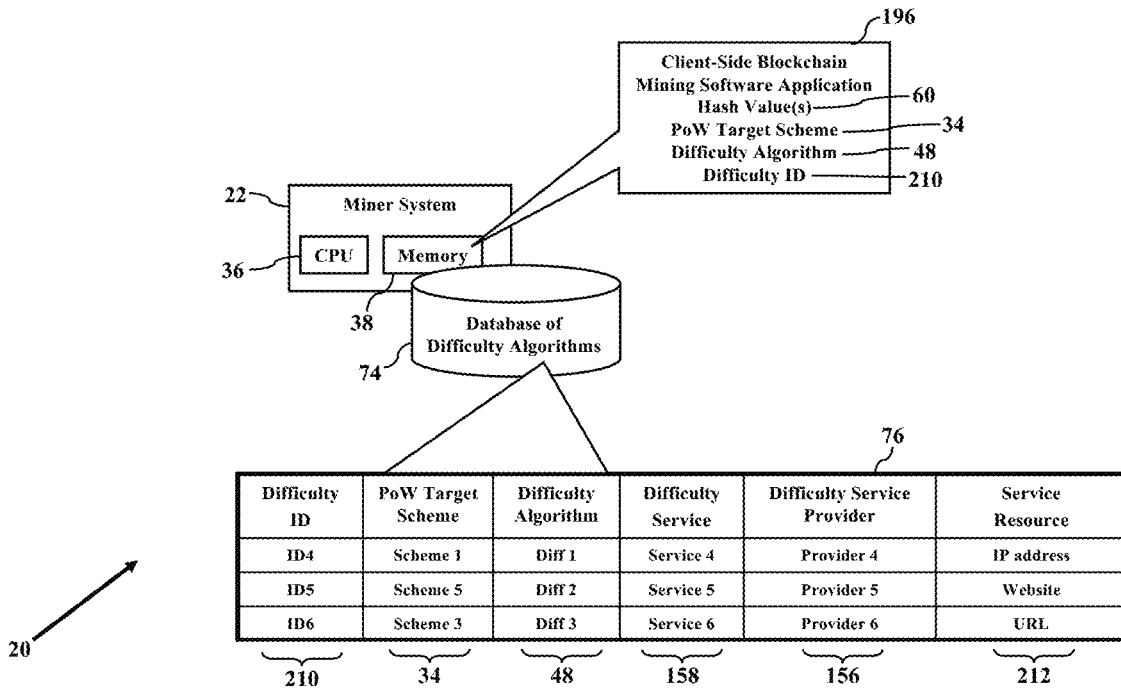 196
Client-Side Blockchain
Mining Software Application
Hash Value(s)
60
PoW Target Scheme
34
Difficulty Algorithm
48
Difficulty ID
210
22
Miner System
CPU
Memory
36
38
Database of
Difficulty Algorithms
74
76
Difficulty ID
PoW Target Scheme
Difficulty Algorithm
Difficulty Service
Difficulty Service Provider
Service Resource
ID4 Scheme 1 Diff 1 Service 4 Provider 4 IP address
ID5 Scheme 5 Diff 2 Service 5 Provider 5 Website
ID6 Scheme 3 Diff 3 Service 6 Provider 6 URL
20
210 34 48 158 156 212